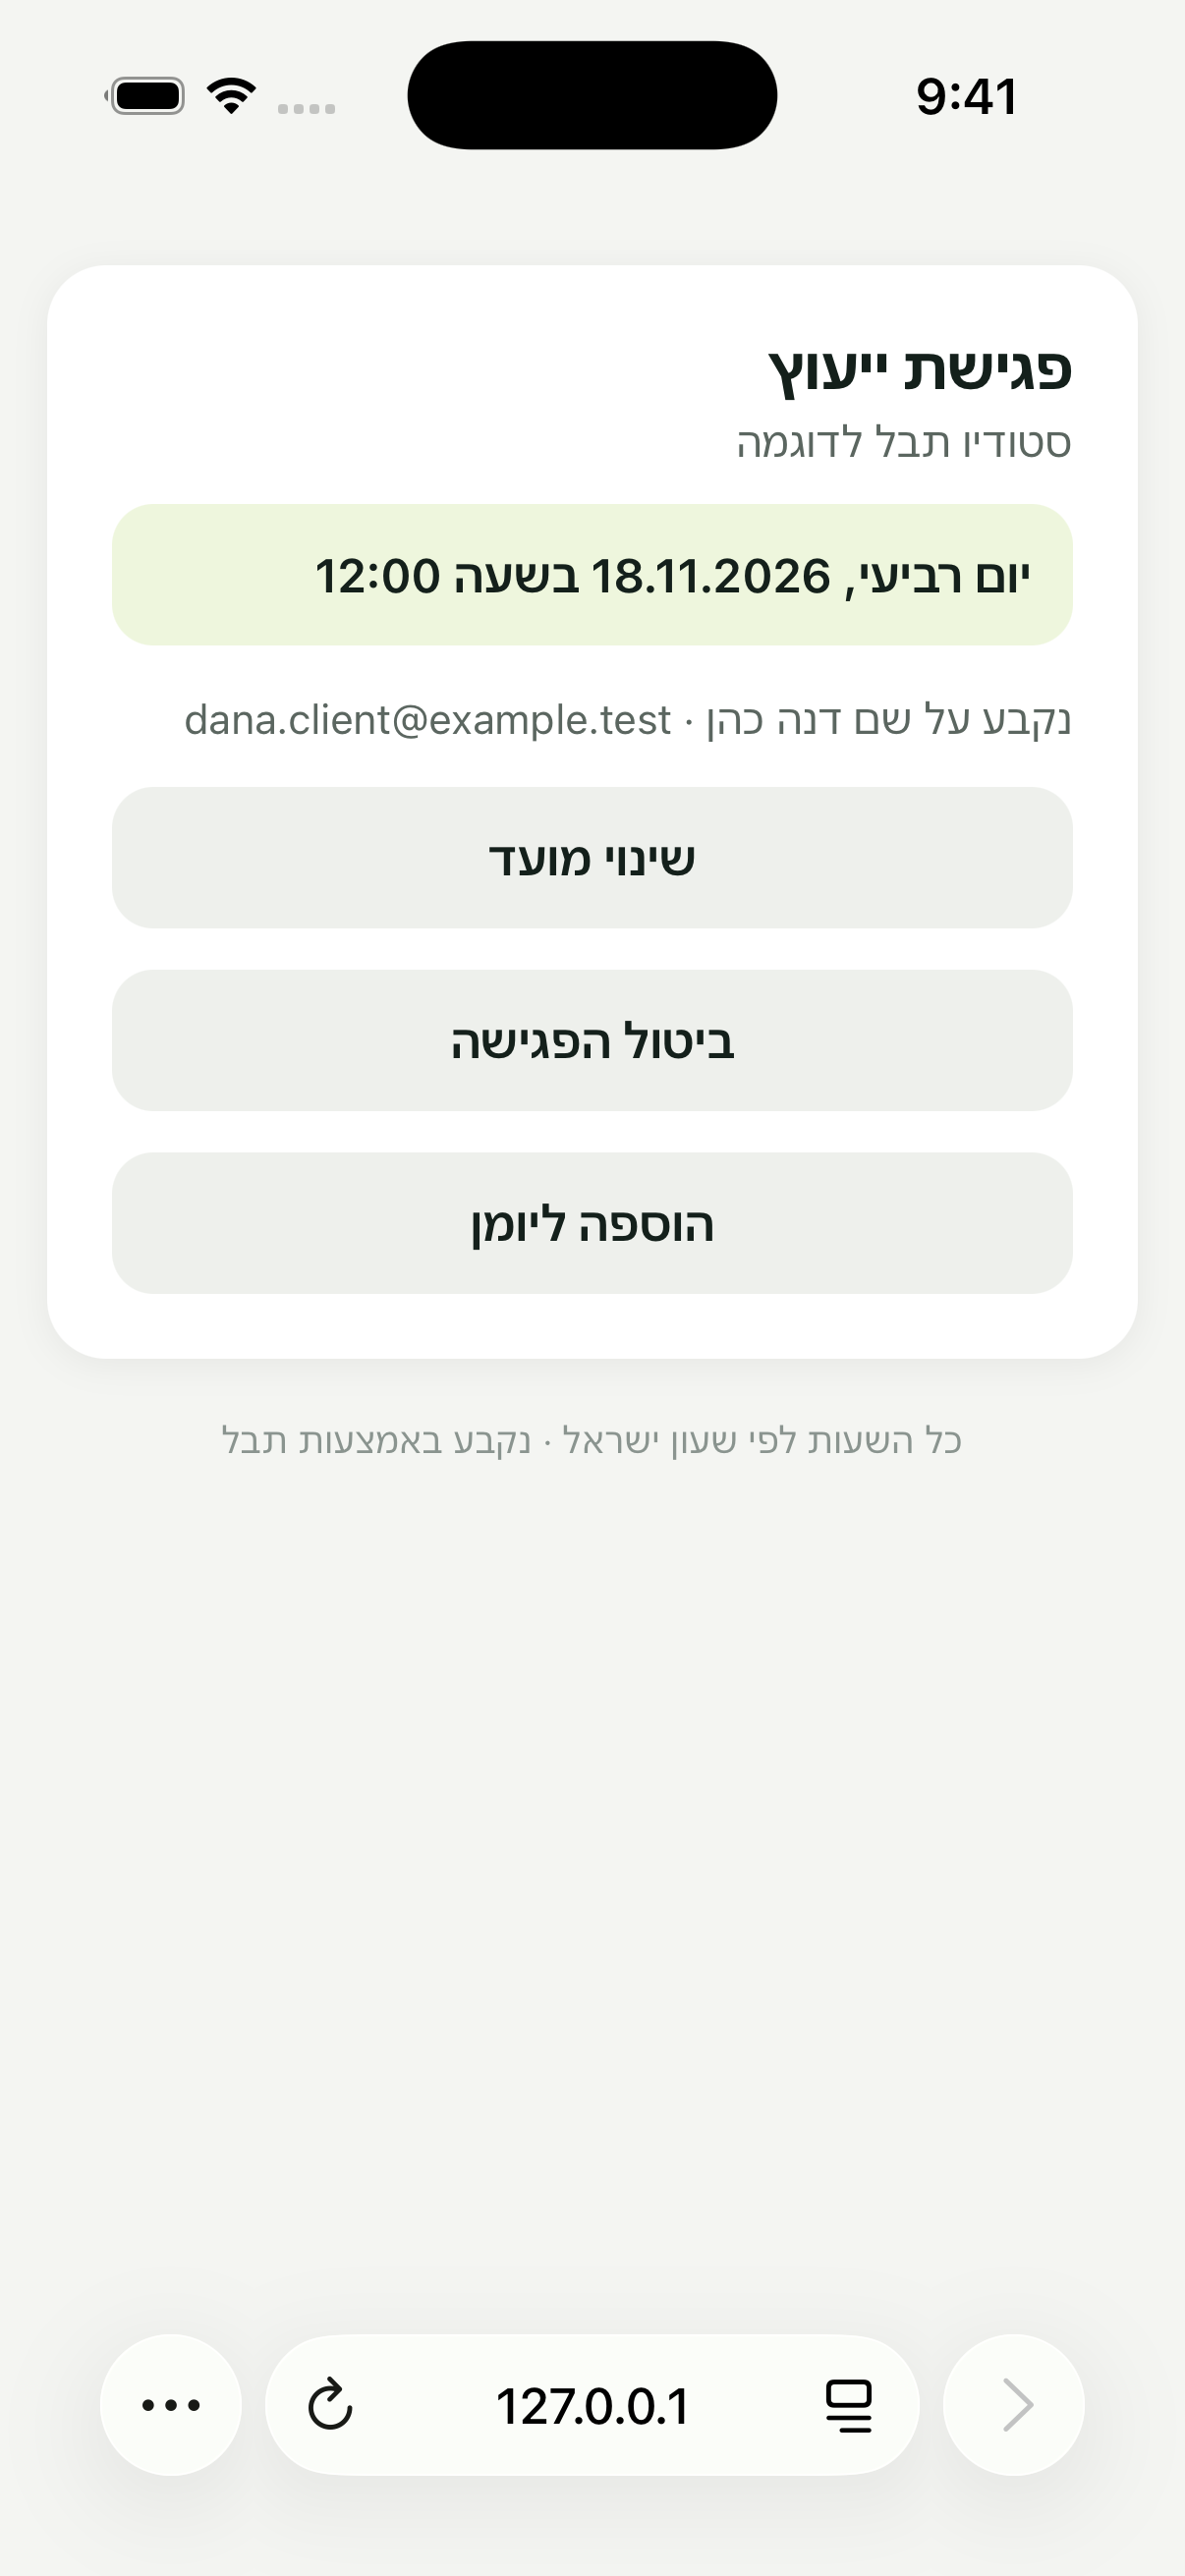 9:41
פגישת ייעוץ
סטודיו תבל לדוגמה
יום רביעי, 18.11.2026 בשעה 12:00
נקבע על שם דנה כהן · dana.client@example.test
שינוי מועד
ביטול הפגישה
הוספה ליומן
כל השעות לפי שעון ישראל · נקבע באמצעות תבל
127.0.0.1